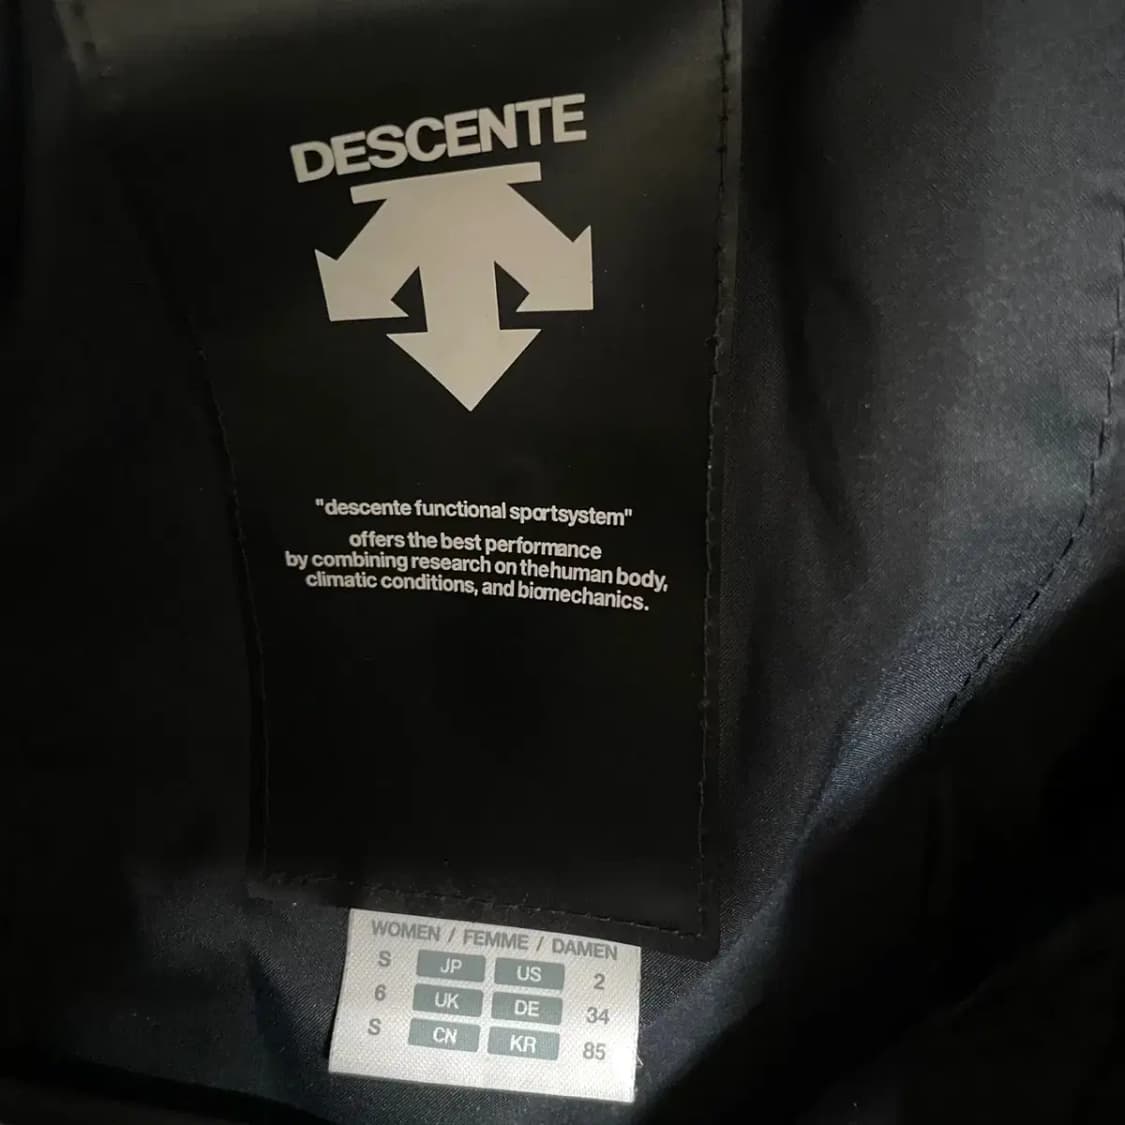 DESCENTE
"descente functional sportsystem"
offers the best performance
by combining research on the human body,
climatic conditions, and biomechanics.
WOMEN / FEMME / DAMEN
S JP US 2
6 UK DE 34
S CN KR 85